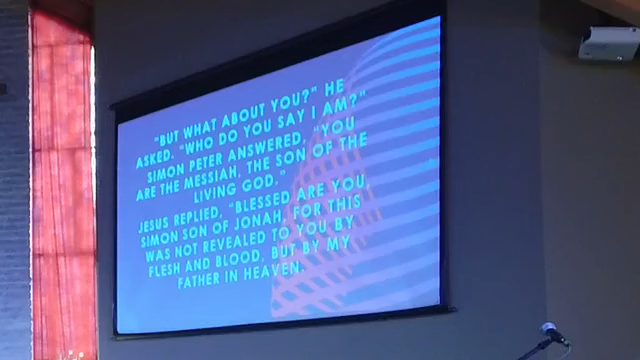 "BUT WHAT ABOUT YOU?" HE
ASKED. "WHO DO YOU SAY I AM?"
SIMON PETER ANSWERED, "YOU
ARE THE MESSIAH, THE SON OF THE
LIVING GOD."
JESUS REPLIED, "BLESSED ARE YOU,
SIMON SON OF JONAH, FOR THIS
WAS NOT REVEALED TO YOU BY
FLESH AND BLOOD, BUT BY MY
FATHER IN HEAVEN.